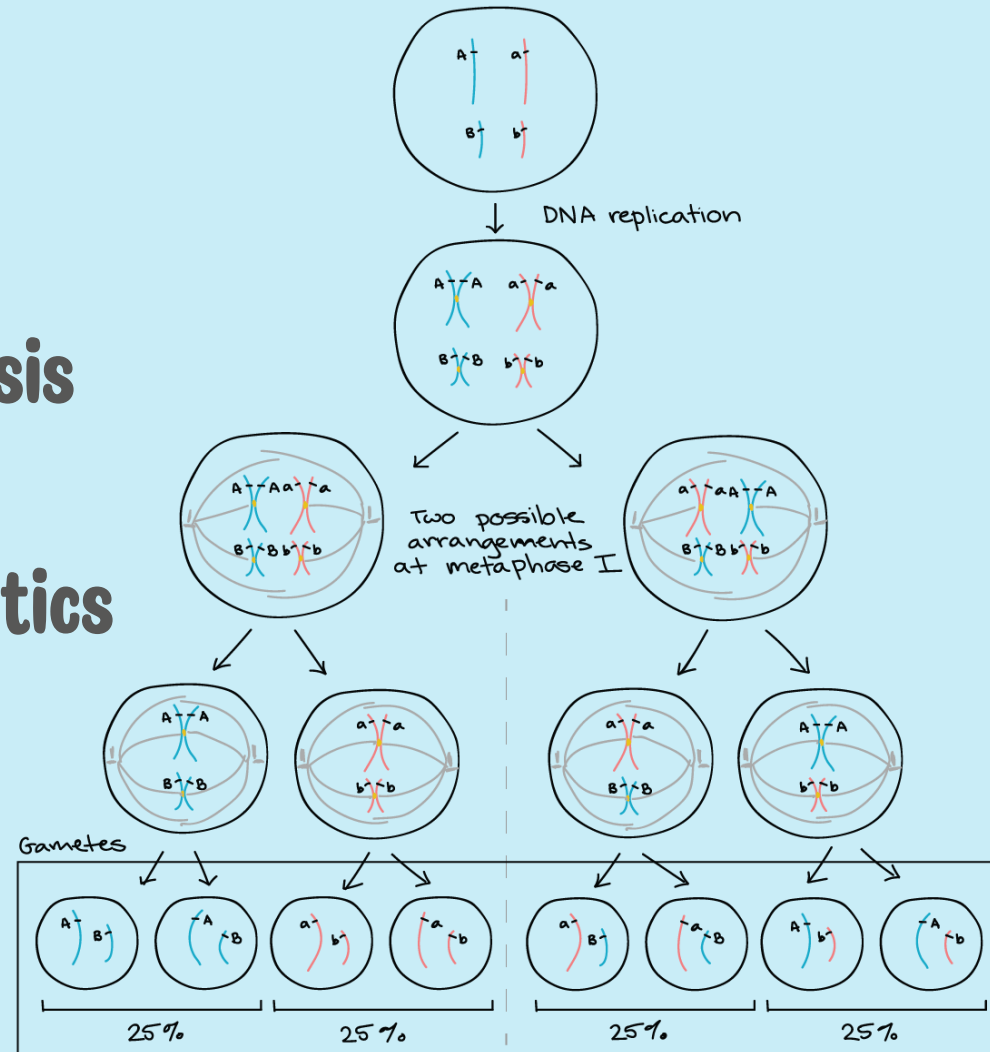 A a
B b
DNA replication
A A a a
B B b b
sis
A A a a a a A A
Two possible
arrangements
at metaphase I
B B b b B B b b
tics
A A a a a a A A
B B b b B B b b
Gametes
A B A B a b a b a B a B A b A b
25% 25% 25% 25%